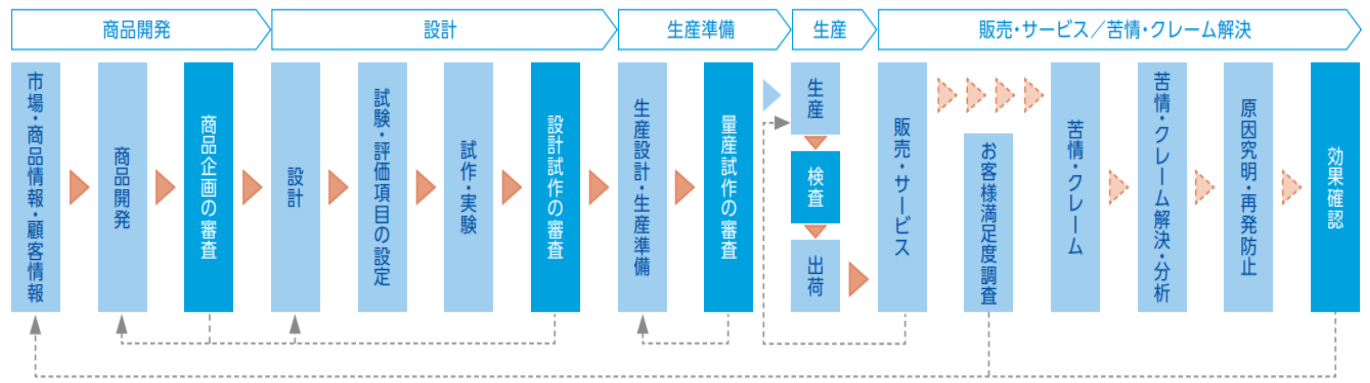 商品開発
設計
生産準備
生産
販売・サービス／苦情・クレーム解決
市場・商品情報・顧客情報
商品開発
商品企画の審査
設計
試験・評価項目の設定
試作・実験
設計試作の審査
生産設計・生産準備
量産試作の審査
生産
検査
出荷
販売・サービス
お客様満足度調査
苦情・クレーム
苦情・クレーム解決・分析
原因究明・再発防止
効果確認